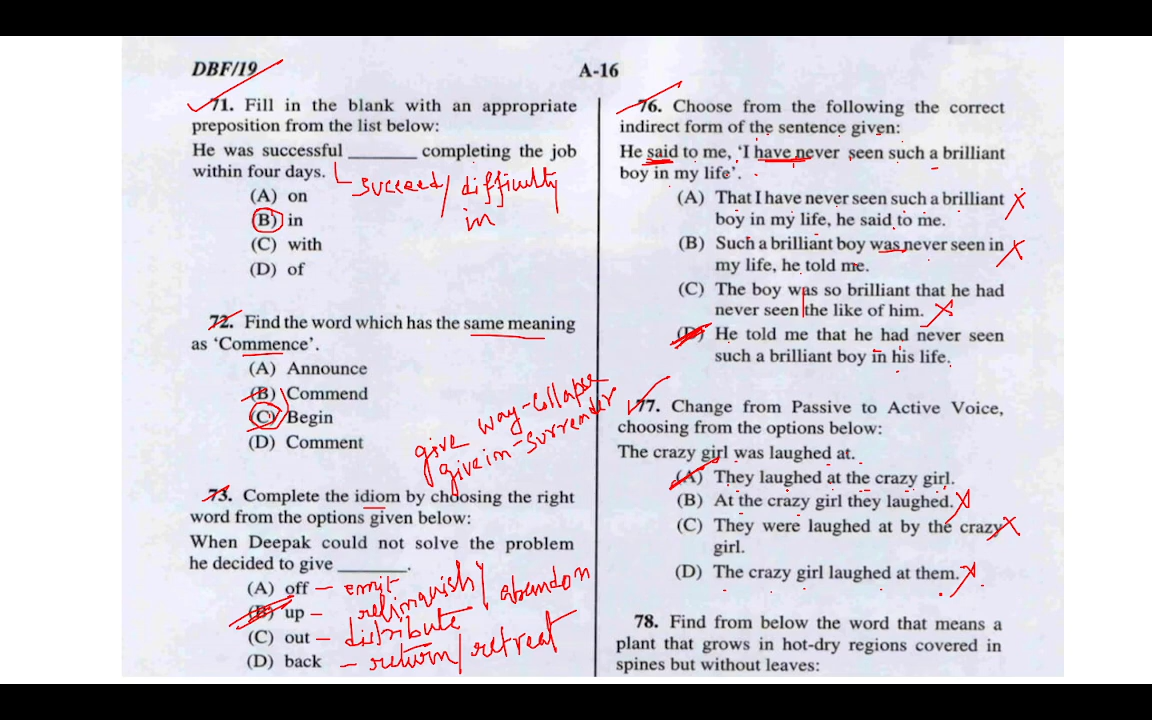 DBF/19
A-16
71. Fill in the blank with an appropriate
preposition from the list below:
He was successful _______ completing the job
within four days.
succeed/ difficulty
in
(A) on
(B) in
(C) with
(D) of
72. Find the word which has the same meaning
as ‘Commence’.
(A) Announce
(B) Commend
(C) Begin
(D) Comment
give way - collapse
give in - surrender
73. Complete the idiom by choosing the right
word from the options given below:
When Deepak could not solve the problem
he decided to give _______.
(A) off – emit
(B) up – relinquish/ abandon
(C) out – distribute
(D) back – return/ retreat
76. Choose from the following the correct
indirect form of the sentence given:
He said to me, ‘I have never seen such a brilliant
boy in my life’.
(A) That I have never seen such a brilliant
boy in my life, he said to me.
(B) Such a brilliant boy was never seen in
my life, he told me.
(C) The boy was so brilliant that he had
never seen the like of him.
(D) He told me that he had never seen
such a brilliant boy in his life.
77. Change from Passive to Active Voice,
choosing from the options below:
The crazy girl was laughed at.
(A) They laughed at the crazy girl.
(B) At the crazy girl they laughed.
(C) They were laughed at by the crazy
girl.
(D) The crazy girl laughed at them.
78. Find from below the word that means a
plant that grows in hot-dry regions covered in
spines but without leaves: